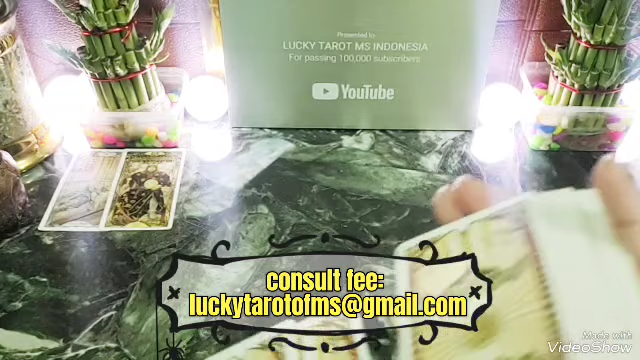 Presented to
LUCKY TAROT MS INDONESIA
For passing 100,000 subscribers
YouTube
consult fee:
luckytarotofms@gmail.com
Made with
VideoShow